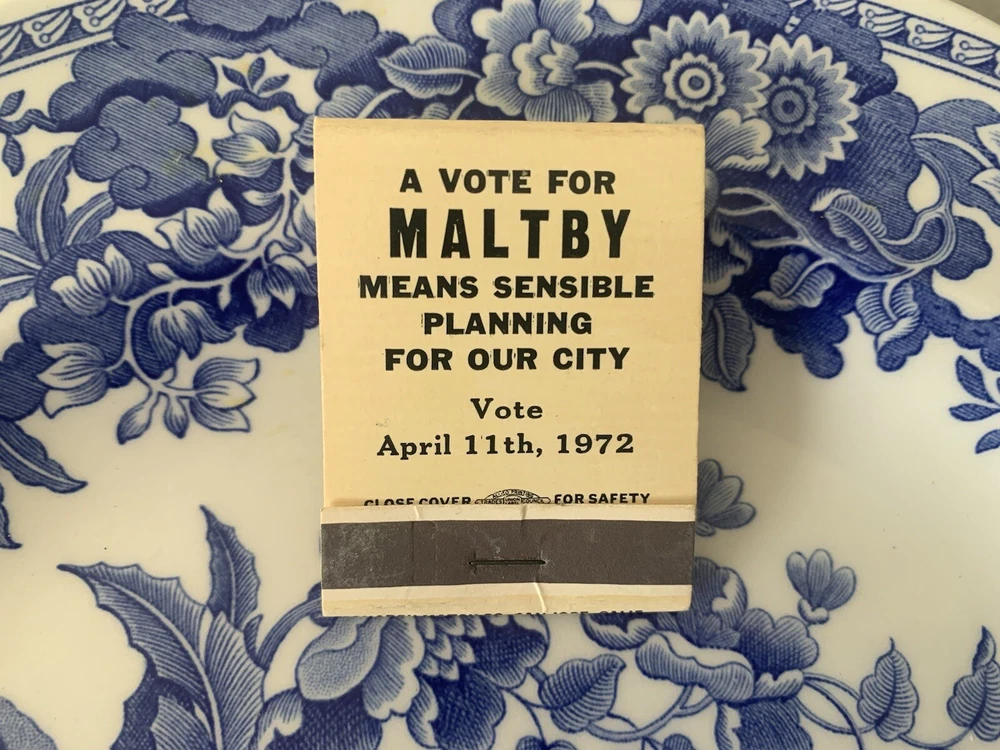 A VOTE FOR
MALTBY
MEANS SENSIBLE
PLANNING
FOR OUR CITY
Vote
April 11th, 1972
CLOSE COVER FOR SAFETY